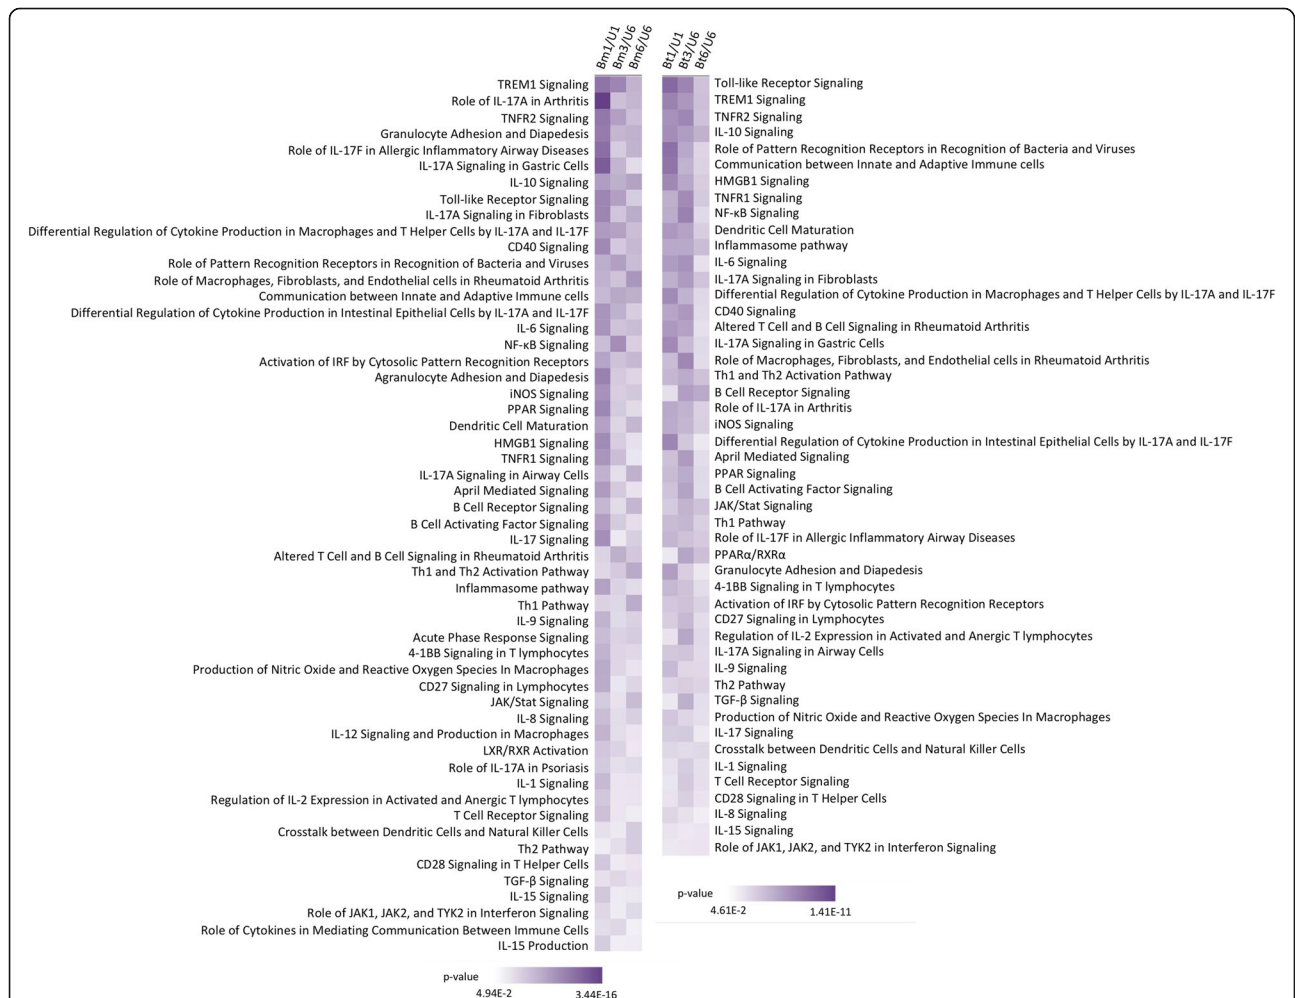 Bm1/U1
Bm3/U6
Bm6/U6
TREM1 Signaling
Role of IL-17A in Arthritis
TNFR2 Signaling
Granulocyte Adhesion and Diapedesis
Role of IL-17F in Allergic Inflammatory Airway Diseases
IL-17A Signaling in Gastric Cells
IL-10 Signaling
Toll-like Receptor Signaling
IL-17A Signaling in Fibroblasts
Differential Regulation of Cytokine Production in Macrophages and T Helper Cells by IL-17A and IL-17F
CD40 Signaling
Role of Pattern Recognition Receptors in Recognition of Bacteria and Viruses
Role of Macrophages, Fibroblasts, and Endothelial cells in Rheumatoid Arthritis
Communication between Innate and Adaptive Immune cells
Differential Regulation of Cytokine Production in Intestinal Epithelial Cells by IL-17A and IL-17F
IL-6 Signaling
NF-κB Signaling
Activation of IRF by Cytosolic Pattern Recognition Receptors
Agranulocyte Adhesion and Diapedesis
iNOS Signaling
PPAR Signaling
Dendritic Cell Maturation
HMGB1 Signaling
TNFR1 Signaling
IL-17A Signaling in Airway Cells
April Mediated Signaling
B Cell Receptor Signaling
B Cell Activating Factor Signaling
IL-17 Signaling
Altered T Cell and B Cell Signaling in Rheumatoid Arthritis
Th1 and Th2 Activation Pathway
Inflammasome pathway
Th1 Pathway
IL-9 Signaling
Acute Phase Response Signaling
4-1BB Signaling in T lymphocytes
Production of Nitric Oxide and Reactive Oxygen Species In Macrophages
CD27 Signaling in Lymphocytes
JAK/Stat Signaling
IL-8 Signaling
IL-12 Signaling and Production in Macrophages
LXR/RXR Activation
Role of IL-17A in Psoriasis
IL-1 Signaling
Regulation of IL-2 Expression in Activated and Anergic T lymphocytes
T Cell Receptor Signaling
Crosstalk between Dendritic Cells and Natural Killer Cells
Th2 Pathway
CD28 Signaling in T Helper Cells
TGF-β Signaling
IL-15 Signaling
Role of JAK1, JAK2, and TYK2 in Interferon Signaling
Role of Cytokines in Mediating Communication Between Immune Cells
IL-15 Production
p-value
4.94E-2
3.44E-16
Bt1/U1
Bt3/U6
Bt6/U6
Toll-like Receptor Signaling
TREM1 Signaling
TNFR2 Signaling
IL-10 Signaling
Role of Pattern Recognition Receptors in Recognition of Bacteria and Viruses
Communication between Innate and Adaptive Immune cells
HMGB1 Signaling
TNFR1 Signaling
NF-κB Signaling
Dendritic Cell Maturation
Inflammasome pathway
IL-6 Signaling
IL-17A Signaling in Fibroblasts
Differential Regulation of Cytokine Production in Macrophages and T Helper Cells by IL-17A and IL-17F
CD40 Signaling
Altered T Cell and B Cell Signaling in Rheumatoid Arthritis
IL-17A Signaling in Gastric Cells
Role of Macrophages, Fibroblasts, and Endothelial cells in Rheumatoid Arthritis
Th1 and Th2 Activation Pathway
B Cell Receptor Signaling
Role of IL-17A in Arthritis
iNOS Signaling
Differential Regulation of Cytokine Production in Intestinal Epithelial Cells by IL-17A and IL-17F
April Mediated Signaling
PPAR Signaling
B Cell Activating Factor Signaling
JAK/Stat Signaling
Th1 Pathway
Role of IL-17F in Allergic Inflammatory Airway Diseases
PPARα/RXRα
Granulocyte Adhesion and Diapedesis
4-1BB Signaling in T lymphocytes
Activation of IRF by Cytosolic Pattern Recognition Receptors
CD27 Signaling in Lymphocytes
Regulation of IL-2 Expression in Activated and Anergic T lymphocytes
IL-17A Signaling in Airway Cells
IL-9 Signaling
Th2 Pathway
TGF-β Signaling
Production of Nitric Oxide and Reactive Oxygen Species In Macrophages
IL-17 Signaling
Crosstalk between Dendritic Cells and Natural Killer Cells
IL-1 Signaling
T Cell Receptor Signaling
CD28 Signaling in T Helper Cells
IL-8 Signaling
IL-15 Signaling
Role of JAK1, JAK2, and TYK2 in Interferon Signaling
p-value
4.61E-2
1.41E-11